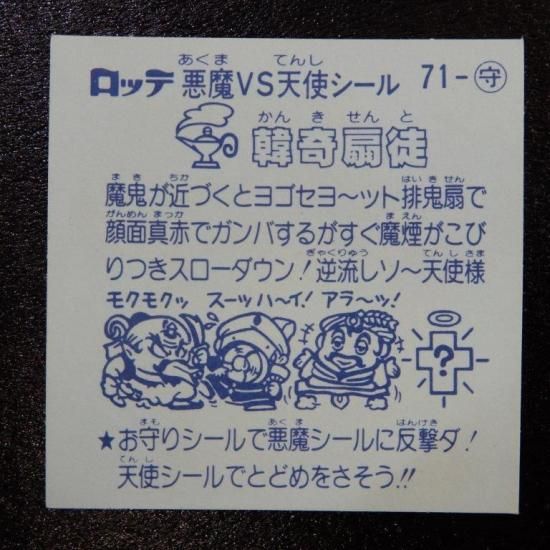 あくま てんし
ロッテ 悪魔VS天使シール 71-守
かんきせんと
韓奇扇徒
まき ちか はいきせん
魔鬼が近づくとヨゴセヨ〜ット排鬼扇で
がんめんまっか まえん
顔面真赤でガンバするがすぐ魔煙がこび
ぎゃくりゅう てんしさま
りつきスローダウン!逆流しソ〜天使様
モクモクッ スーッハ〜イ! アラ〜ッ!
?
まも あくま はんげき
★お守りシールで悪魔シールに反撃ダ!
てんし
天使シールでとどめをさそう!!